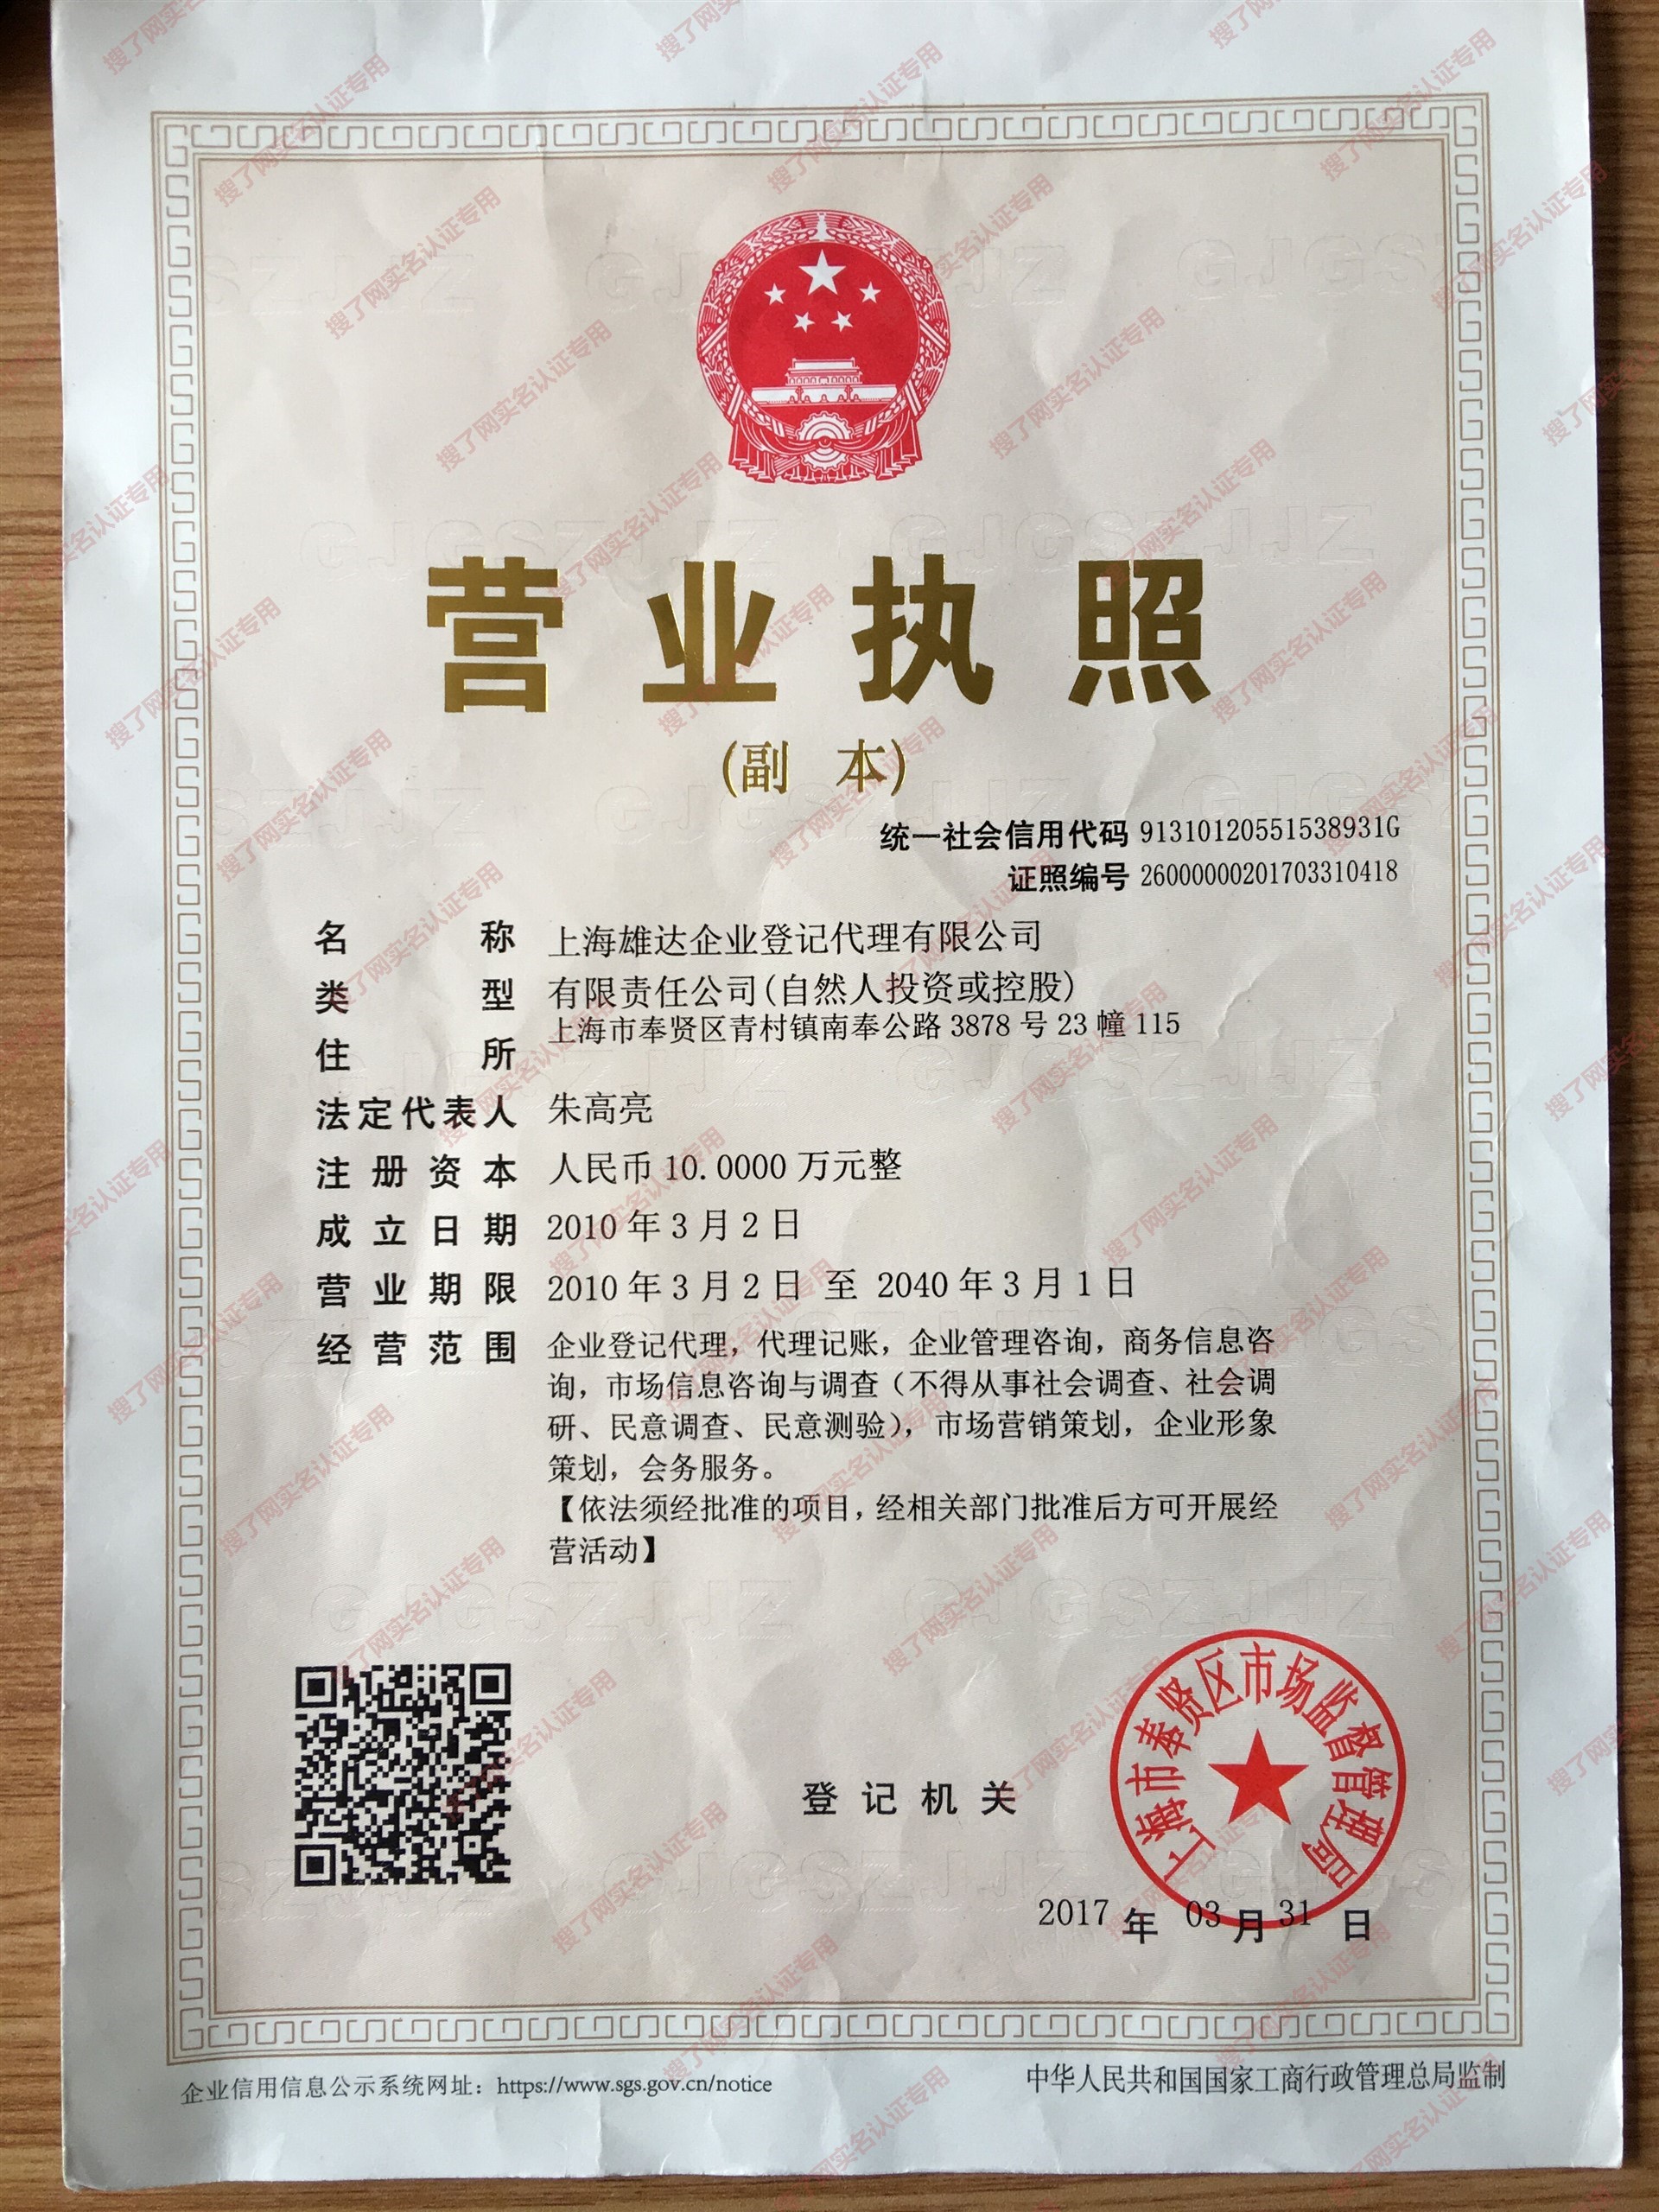 营业执照
(副 本)
统一社会信用代码 91310120551538931G
证照编号 26000000201703310418
名 称 上海雄达企业登记代理有限公司
类 型 有限责任公司(自然人投资或控股)
住 所 上海市奉贤区青村镇南奉公路 3878 号 23 幢 115
法定代表人 朱高亮
注册资本 人民币 10.0000 万元整
成立日期 2010 年 3 月 2 日
营业期限 2010 年 3 月 2 日 至 2040 年 3 月 1 日
经营范围 企业登记代理，代理记账，企业管理咨询，商务信息咨
询，市场信息咨询与调查（不得从事社会调查、社会调
研、民意调查、民意测验），市场营销策划，企业形象
策划，会务服务。
【依法须经批准的项目，经相关部门批准后方可开展经
营活动】
登记机关
上海市奉贤区市场监督管理局
2017 年 03 月 31 日
企业信用信息公示系统网址：https://www.sgs.gov.cn/notice
中华人民共和国国家工商行政管理总局监制
搜了网实名认证专用
GJGSZJJZ